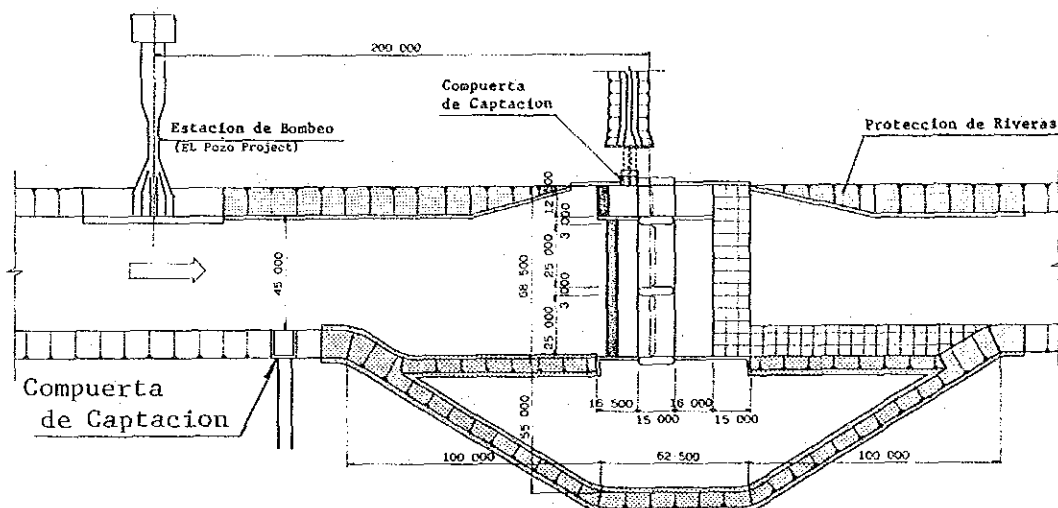 200 000
Compuerta
de Captacion
Estacion de Bombeo
(EL Pozo Project)
Proteccion de Riveras
12 500
3 000
45 000
68 500
25 000
3 000
25 000
Compuerta
de Captacion
16 500
16 000
15 000
15 000
55 000
100 000
62 500
100 000